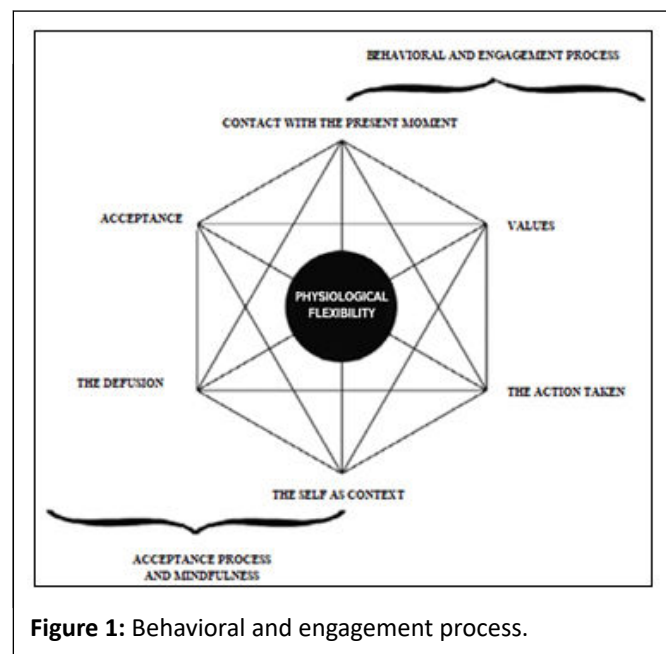 BEHAVIORAL AND ENGAGEMENT PROCESS
CONTACT WITH THE PRESENT MOMENT
ACCEPTANCE
VALUES
PHYSIOLOGICAL
FLEXIBILITY
THE DEFUSION
THE ACTION TAKEN
THE SELF AS CONTEXT
ACCEPTANCE PROCESS
AND MINDFULNESS
Figure 1: Behavioral and engagement process.